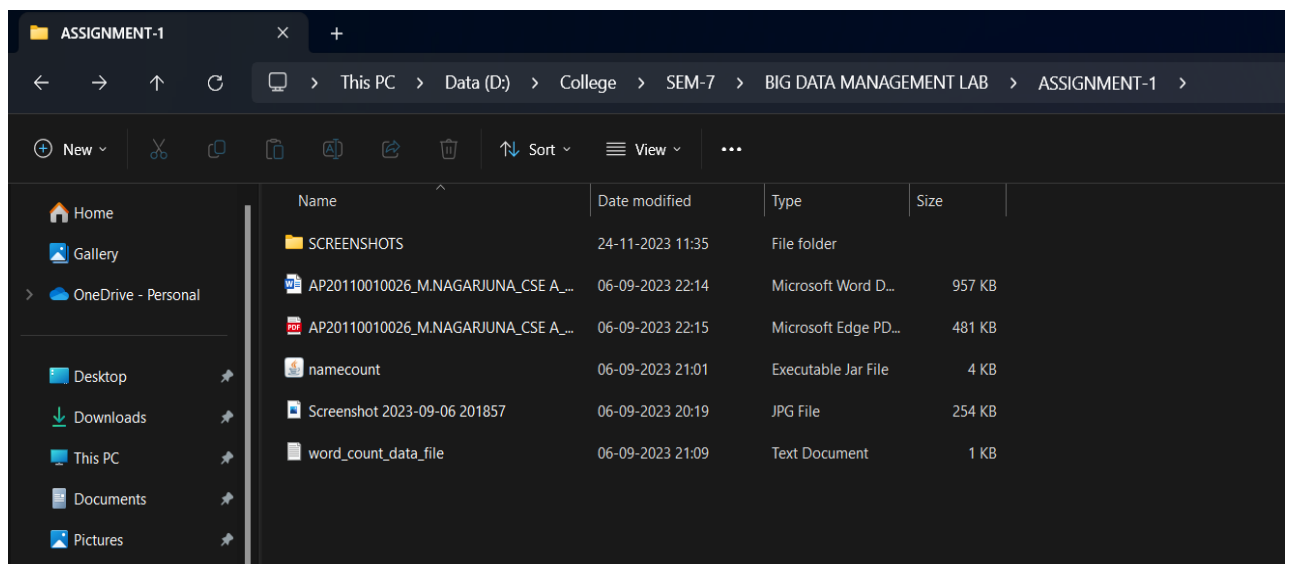 ASSIGNMENT-1
This PC > Data (D:) > College > SEM-7 > BIG DATA MANAGEMENT LAB > ASSIGNMENT-1 >
New Sort View
Name Date modified Type Size
Home
Gallery
OneDrive - Personal
Desktop
Downloads
This PC
Documents
Pictures
SCREENSHOTS 24-11-2023 11:35 File folder
AP20110010026_M.NAGARJUNA_CSE A_... 06-09-2023 22:14 Microsoft Word D... 957 KB
AP20110010026_M.NAGARJUNA_CSE A_... 06-09-2023 22:15 Microsoft Edge PD... 481 KB
namecount 06-09-2023 21:01 Executable Jar File 4 KB
Screenshot 2023-09-06 201857 06-09-2023 20:19 JPG File 254 KB
word_count_data_file 06-09-2023 21:09 Text Document 1 KB